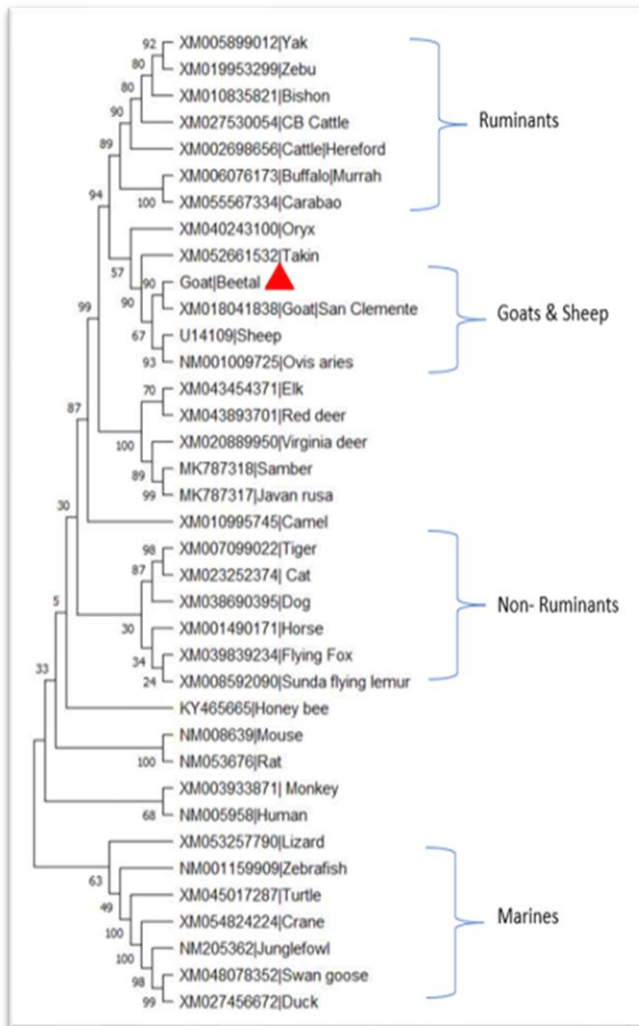 92
XM005899012|Yak
80
XM019953299|Zebu
80
XM010835821|Bishon
90
XM027530054|CB Cattle
Ruminants
89
XM002698656|Cattle|Hereford
XM006076173|Buffalo|Murrah
100
XM055567334|Carabao
94
XM040243100|Oryx
57
XM052661532|Takin
90
Goat|Beetal
90
XM018041838|Goat|San Clemente
Goats & Sheep
67
U14109|Sheep
93
NM001009725|Ovis aries
99
70
XM043454371|Elk
XM043893701|Red deer
87
100
XM020889950|Virginia deer
89
MK787318|Samber
99
MK787317|Javan rusa
30
XM010995745|Camel
98
XM007099022|Tiger
87
XM023252374| Cat
XM038690395|Dog
Non- Ruminants
5
30
XM001490171|Horse
34
XM039839234|Flying Fox
24
XM008592090|Sunda flying lemur
33
KY465665|Honey bee
NM008639|Mouse
100
NM053676|Rat
XM003933871| Monkey
68
NM005958|Human
XM053257790|Lizard
63
NM001159909|Zebrafish
49
XM045017287|Turtle
100
XM054824224|Crane
Marines
100
NM205362|Junglefowl
98
XM048078352|Swan goose
99
XM027456672|Duck